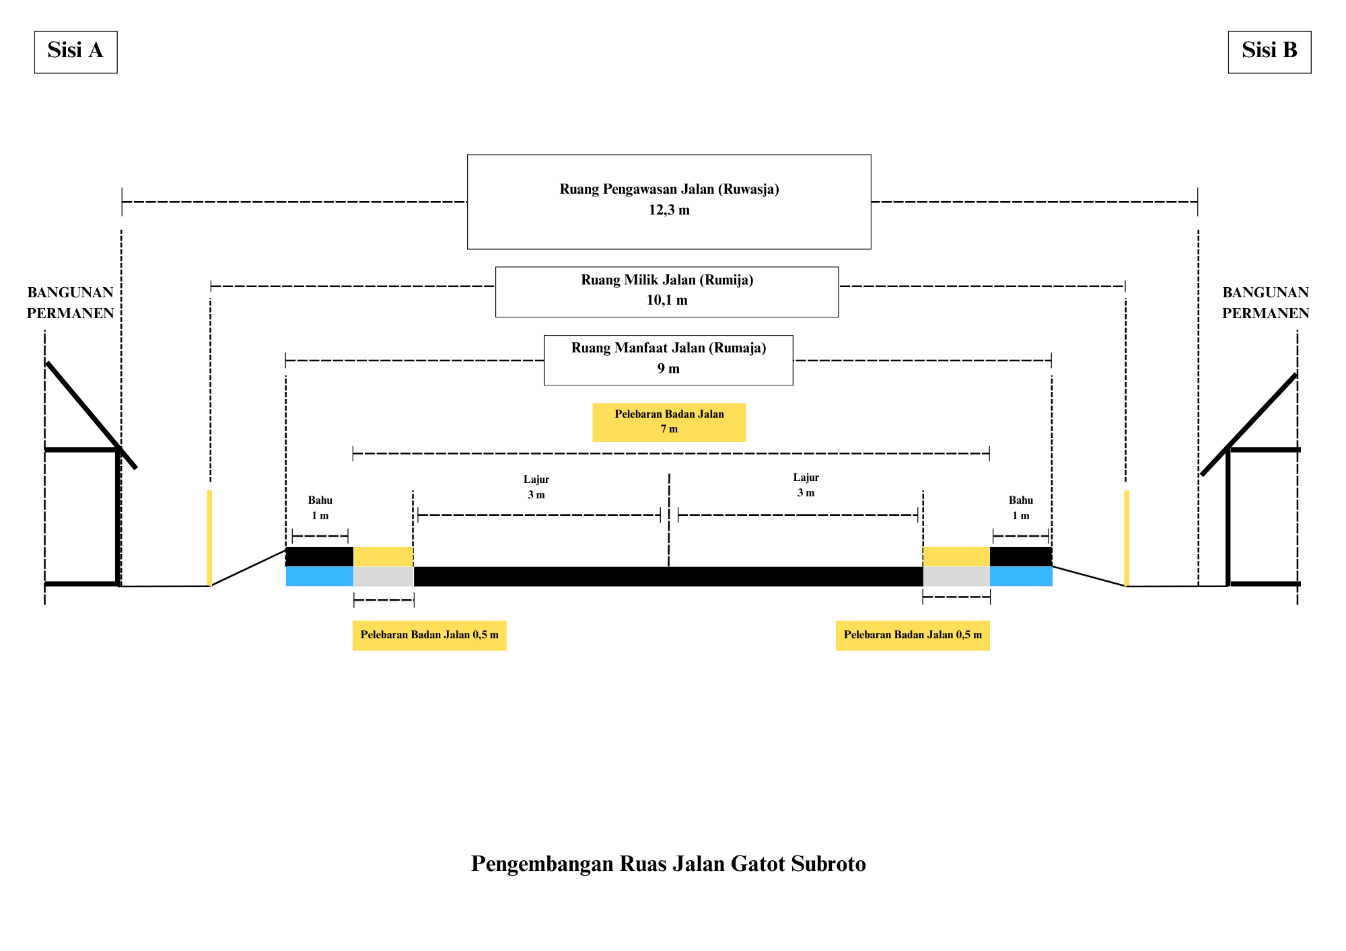 Sisi A
Sisi B
Ruang Pengawasan Jalan (Ruwasja)
12,3 m
Ruang Milik Jalan (Rumija)
10,1 m
BANGUNAN
PERMANEN
BANGUNAN
PERMANEN
Ruang Manfaat Jalan (Rumaja)
9 m
Pelebaran Badan Jalan
7 m
Lajur
3 m
Lajur
3 m
Bahu
1 m
Bahu
1 m
Pelebaran Badan Jalan 0,5 m
Pelebaran Badan Jalan 0,5 m
Pengembangan Ruas Jalan Gatot Subroto